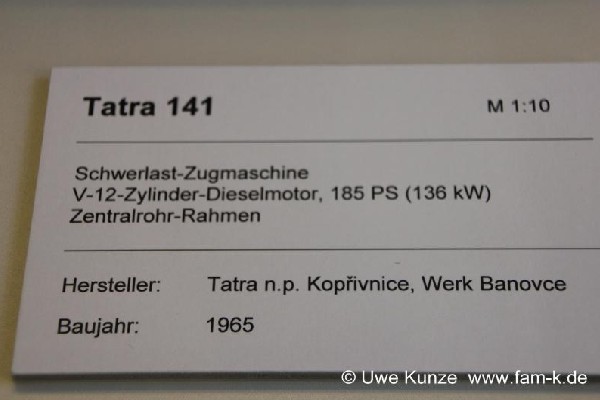 Tatra 141 M 1:10
Schwerlast-Zugmaschine
V-12-Zylinder-Dieselmotor, 185 PS (136 kW)
Zentralrohr-Rahmen
Hersteller: Tatra n.p. Kopřivnice, Werk Banovce
Baujahr: 1965
© Uwe Kunze www.fam-k.de